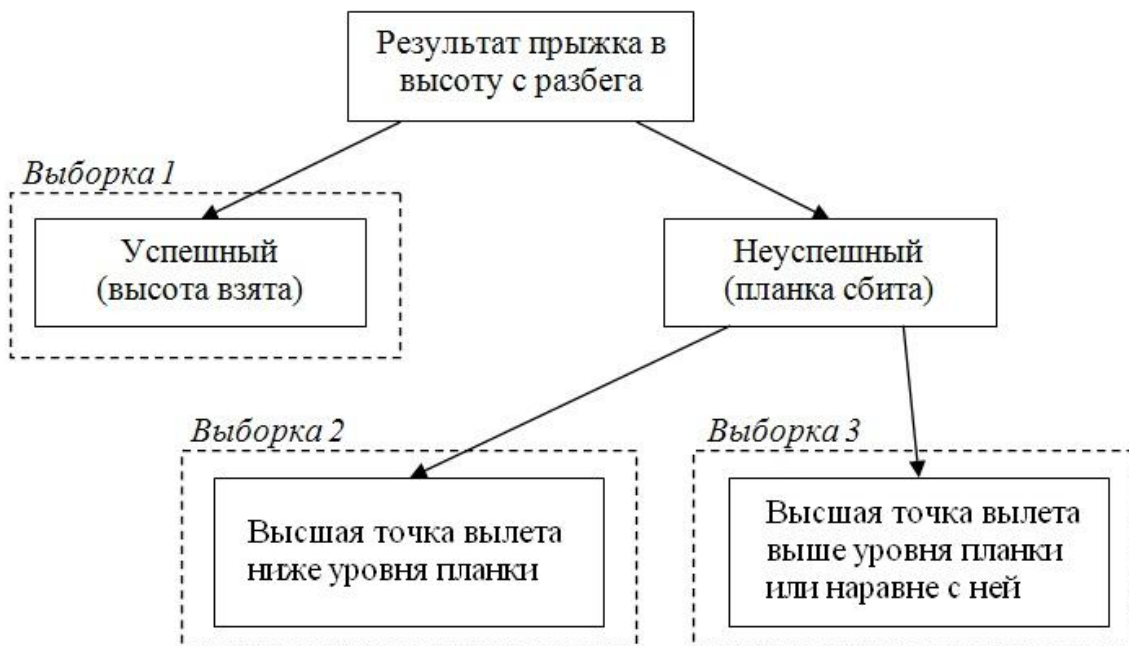 Результат прыжка в
высоту с разбега
Выборка 1
Успешный
(высота взята)
Неуспешный
(планка сбита)
Выборка 2
Высшая точка вылета
ниже уровня планки
Выборка 3
Высшая точка вылета
выше уровня планки
или наравне с ней